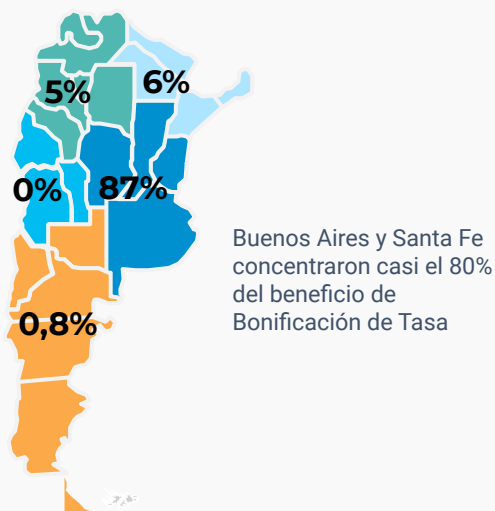 6%
5%
0%
87%
Buenos Aires y Santa Fe
concentraron casi el 80%
del beneficio de
Bonificación de Tasa
0,8%